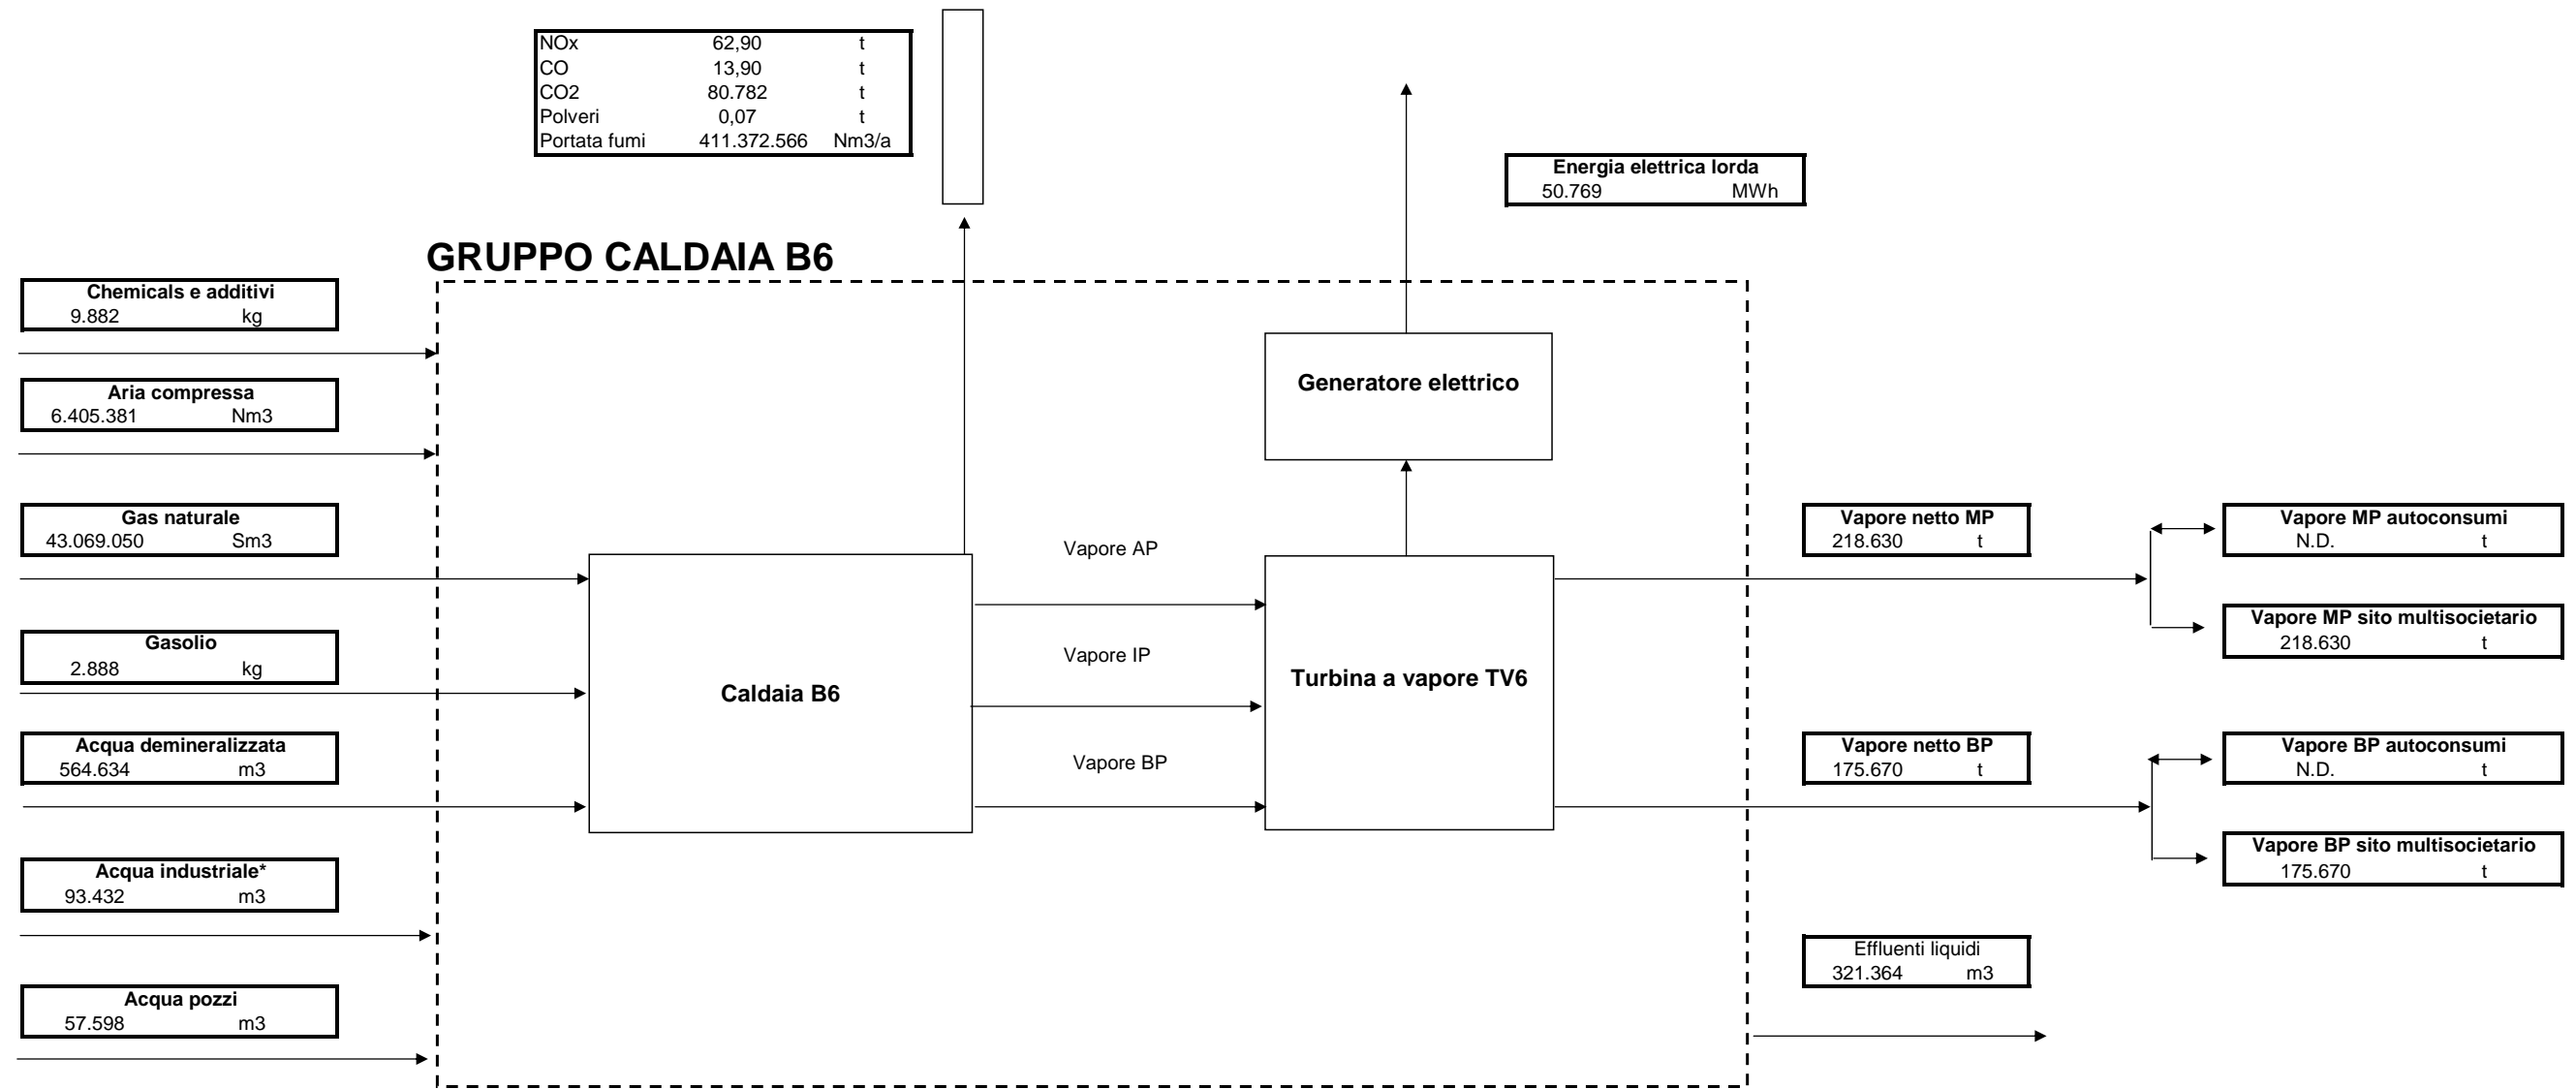 NOx 62,90 t
CO 13,90 t
CO2 80.782 t
Polveri 0,07 t
Portata fumi 411.372.566 Nm3/a
Energia elettrica lorda
50.769 MWh
GRUPPO CALDAIA B6
Chemicals e additivi
9.882 kg
Aria compressa
6.405.381 Nm3
Generatore elettrico
Gas naturale
43.069.050 Sm3
Vapore AP
Vapore netto MP
218.630 t
Vapore MP autoconsumi
N.D. t
Gasolio
2.888 kg
Vapore IP
Caldaia B6
Turbina a vapore TV6
Vapore MP sito multisocietario
218.630 t
Acqua demineralizzata
564.634 m3
Vapore BP
Vapore netto BP
175.670 t
Vapore BP autoconsumi
N.D. t
Acqua industriale*
93.432 m3
Vapore BP sito multisocietario
175.670 t
Effluenti liquidi
321.364 m3
Acqua pozzi
57.598 m3